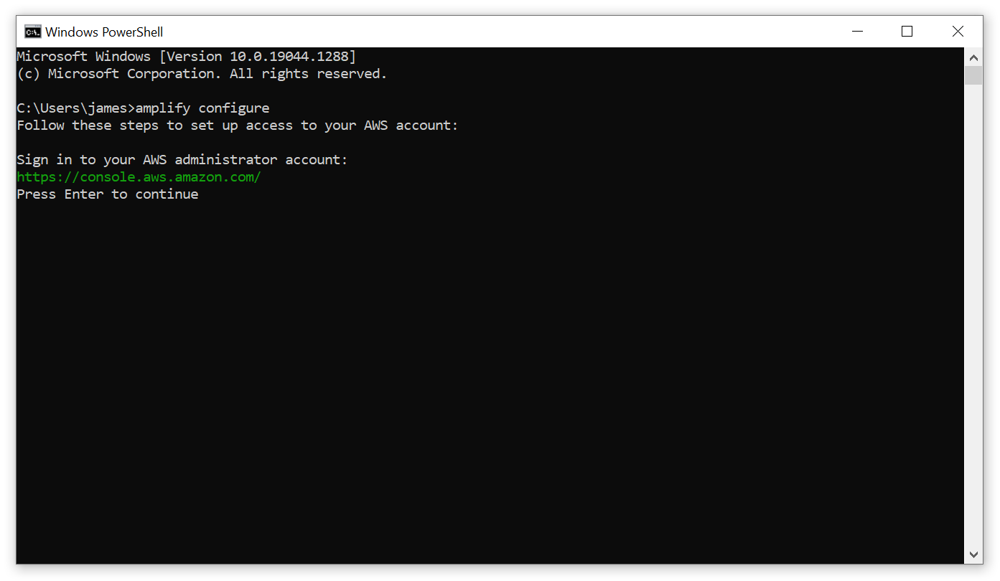 Windows PowerShell
Microsoft Windows [Version 10.0.19044.1288]
(c) Microsoft Corporation. All rights reserved.
C:\Users\james>amplify configure
Follow these steps to set up access to your AWS account:
Sign in to your AWS administrator account:
https://console.aws.amazon.com/
Press Enter to continue